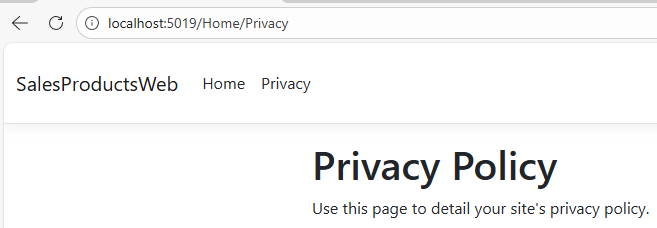 localhost:5019/Home/Privacy
SalesProductsWeb Home Privacy
Privacy Policy
Use this page to detail your site's privacy policy.